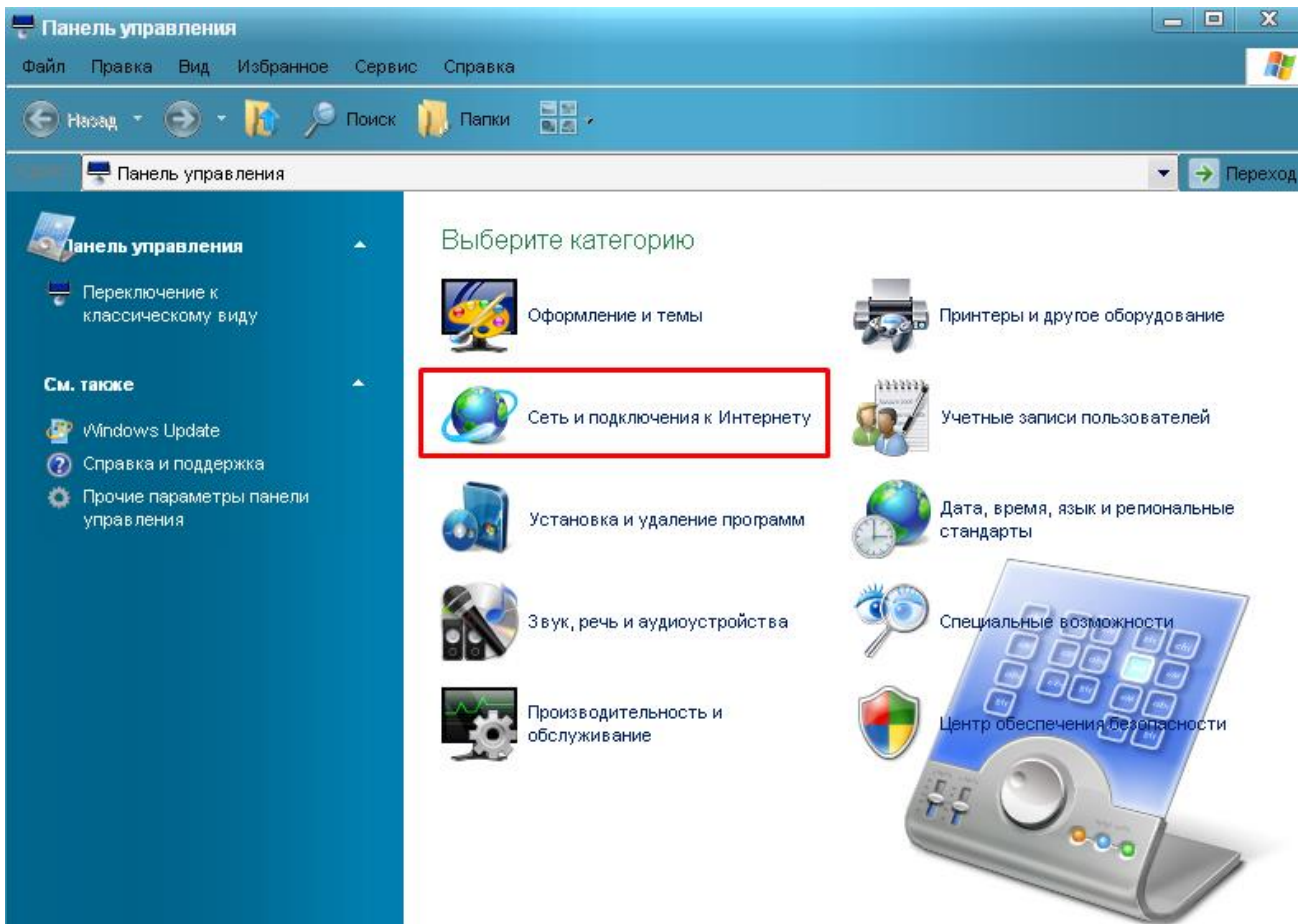 Панель управления
Файл Правка Вид Избранное Сервис Справка
Назад Поиск Папки
Панель управления Переход
анель управления
Переключение к
классическому виду
См. также
Windows Update
Справка и поддержка
Прочие параметры панели
управления
Выберите категорию
Оформление и темы
Принтеры и другое оборудование
Сеть и подключения к Интернету
Учетные записи пользователей
Установка и удаление программ
Дата, время, язык и региональные
стандарты
Звук, речь и аудиоустройства
Специальные возможности
Производительность и
обслуживание
Центр обеспечения безопасности